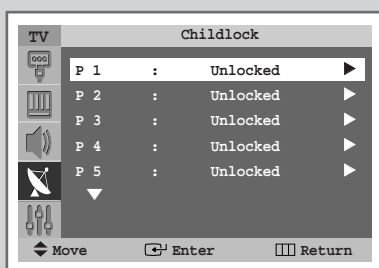 TV Childlock
P 1 : Unlocked
P 2 : Unlocked
P 3 : Unlocked
P 4 : Unlocked
P 5 : Unlocked
Move Enter Return